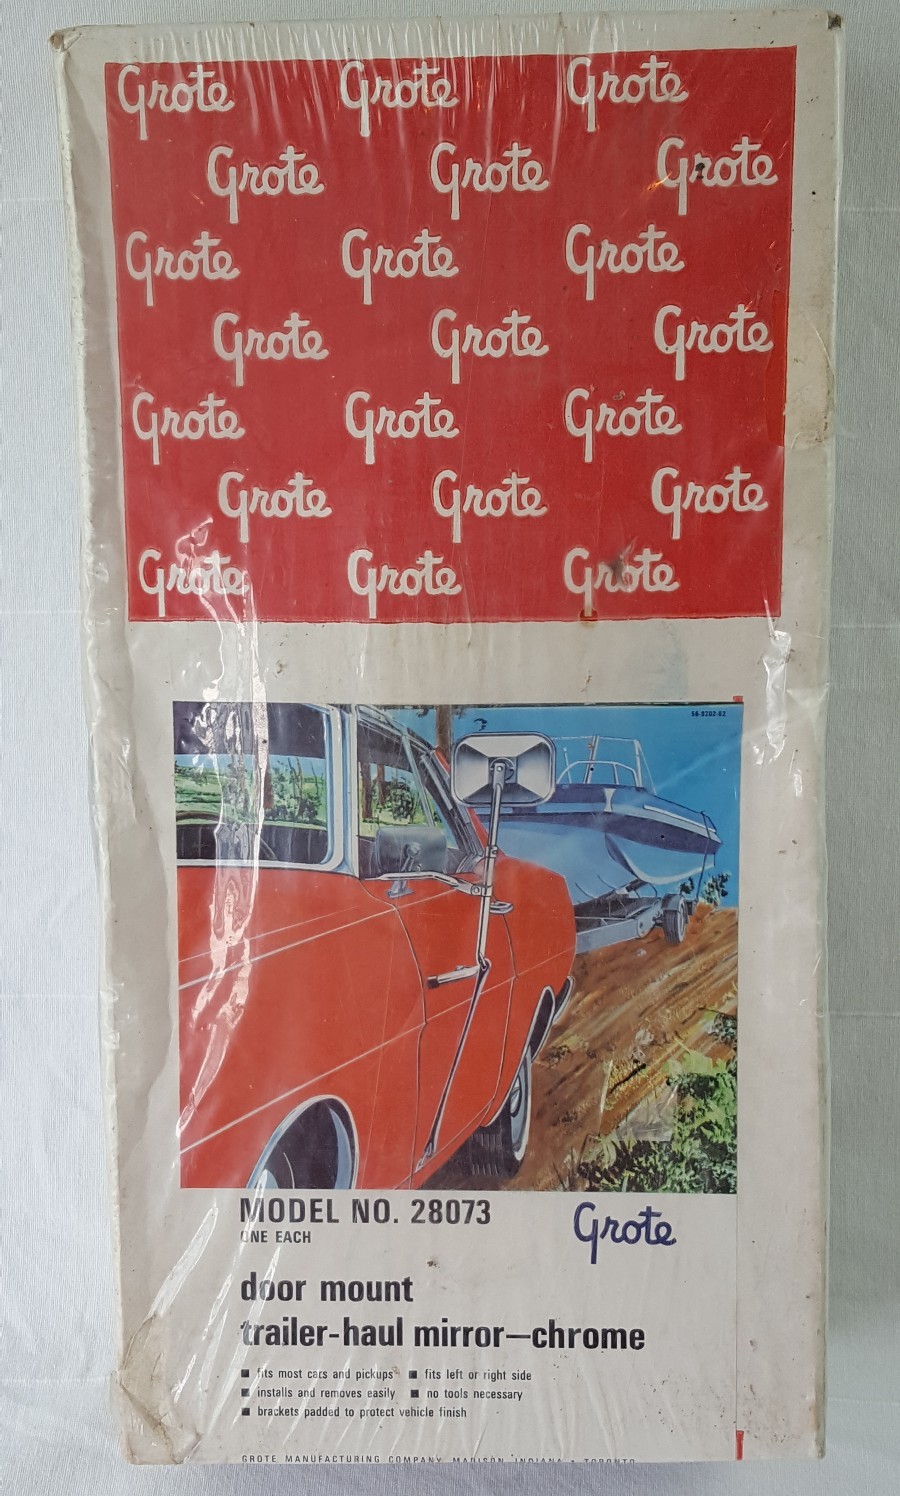 Grote Grote Grote
Grote Grote Grote
Grote Grote Grote
Grote Grote Grote
Grote Grote Grote
Grote Grote Grote
Grote Grote Grote
56-9202-62
MODEL NO. 28073
ONE EACH
Grote
door mount
trailer-haul mirror—chrome
■ fits most cars and pickups ■ fits left or right side
■ installs and removes easily ■ no tools necessary
■ brackets padded to protect vehicle finish
GROTE MANUFACTURING COMPANY, MADISON, INDIANA • TORONTO